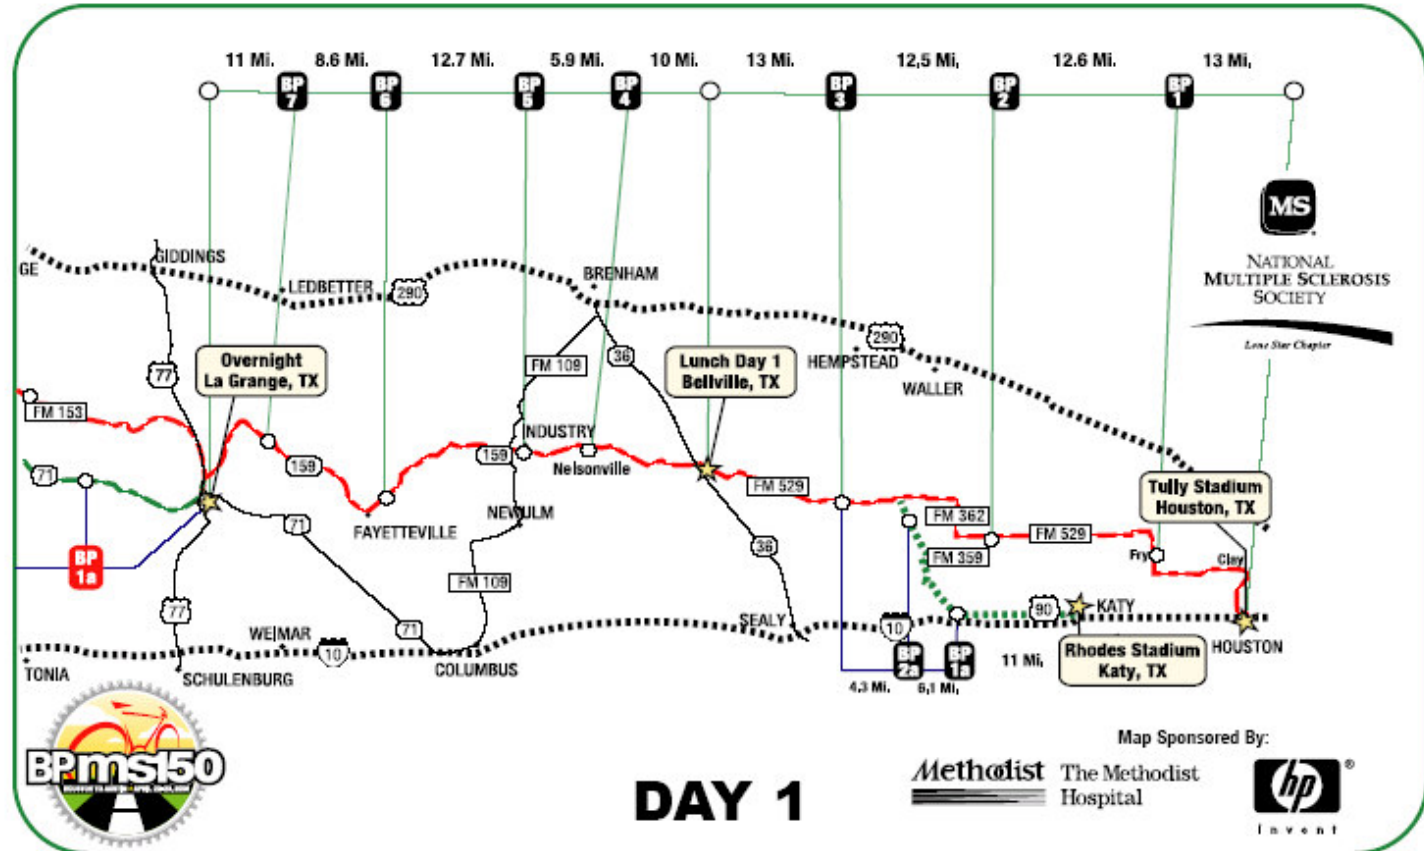 11 Mi. 8.6 Mi. 12.7 Mi. 5.9 Mi. 10 Mi. 13 Mi. 12,5 Mi, 12.6 Mi. 13 Mi,
BP 7
BP 6
BP 5
BP 4
BP 3
BP 2
BP 1
MS
NATIONAL
MULTIPLE SCLEROSIS
SOCIETY
Lone Star Chapter
GE
GIDDINGS
LEDBETTER
290
BRENHAM
290
HEMPSTEAD
WALLER
77
Overnight
La Grange, TX
FM 109
36
Lunch Day 1
Bellville, TX
FM 153
71
159
159
NDUSTRY
Nelsonville
FM 529
FM 362
FM 529
FM 359
Tully Stadium
Houston, TX
Fry
Clay
FAYETTEVILLE
NEWULM
71
36
BP
1a
FM 109
77
WEIMAR
10
71
COLUMBUS
SEALY
10
90
KATY
HOUSTON
Rhodes Stadium
Katy, TX
BP
2a
BP
1a
11 Mi,
4.3 Mi. 6,1 Mi,
TONIA
SCHULENBURG
BP ms150
DAY 1
Map Sponsored By:
Methodist
The Methodist
Hospital
hp
®
invent